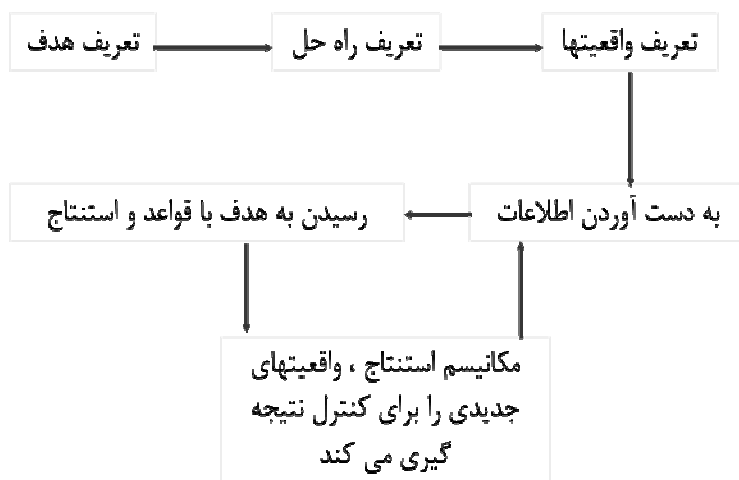 تعریف هدف
تعریف راه حل
تعریف واقعیتها
به دست آوردن اطلاعات
رسیدن به هدف با قواعد و استنتاج
مکانیسم استنتاج ، واقعیتهای
جدیدی را برای کنترل نتیجه
گیری می کند